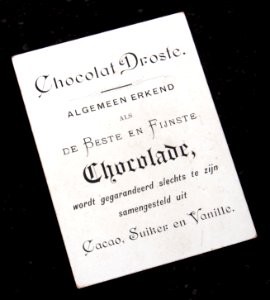 Chocolat Droste.
ALGEMEEN ERKEND
ALS
DE BESTE EN FIJNSTE
Chocolade,
wordt gegarandeerd slechts te zijn
samengesteld uit
Cacao, Suiker en Vanille.